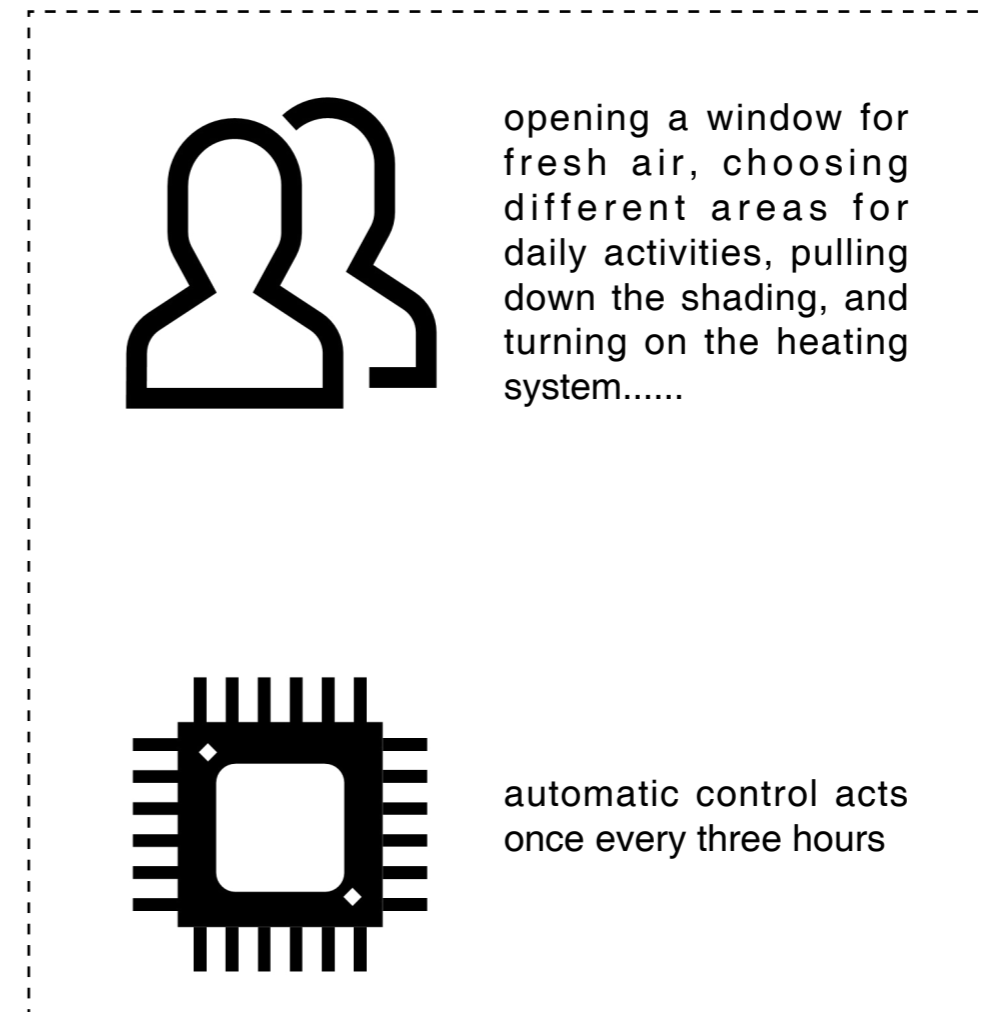 opening a window for
fresh air, choosing
different areas for
daily activities, pulling
down the shading, and
turning on the heating
system......
automatic control acts
once every three hours